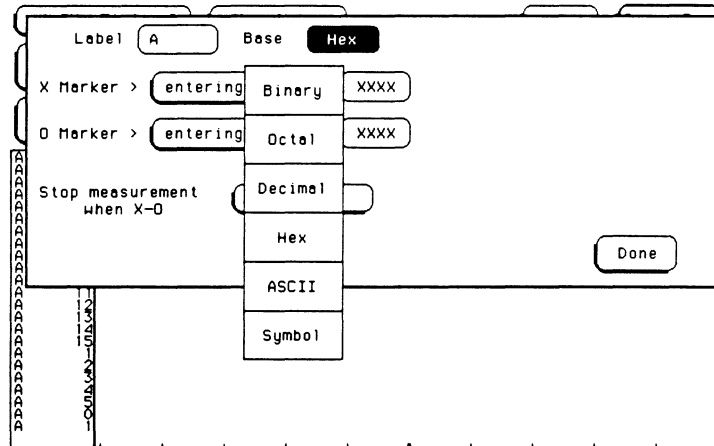 Label A Base Hex
X Marker > entering XXXX
O Marker > entering XXXX
Binary
Octal
Decimal
Hex
ASCII
Symbol
Stop measurement
when X-O
Done
A
A
A
A
A
A
A
A
A
A
A
A 12
A 13
A 14
A 15
A 1
A 2
A 3
A 4
A 5
A 0
A 1